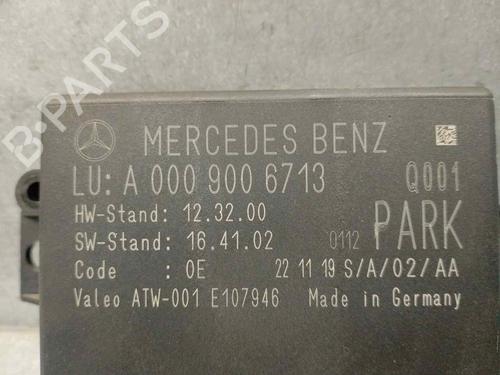 B-PARTS
MERCEDES BENZ
LU: A 000 900 6713 Q001
HW-Stand: 12.32.00
SW-Stand: 16.41.02 0112 PARK
Code : 0E 22 11 19 S/A/02/AA
Valeo ATW-001 E107946 Made in Germany